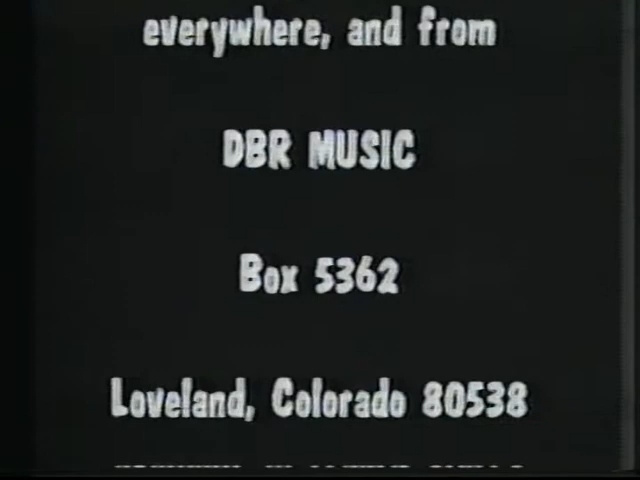 everywhere, and from
DBR MUSIC
Box 5362
Loveland, Colorado 80538